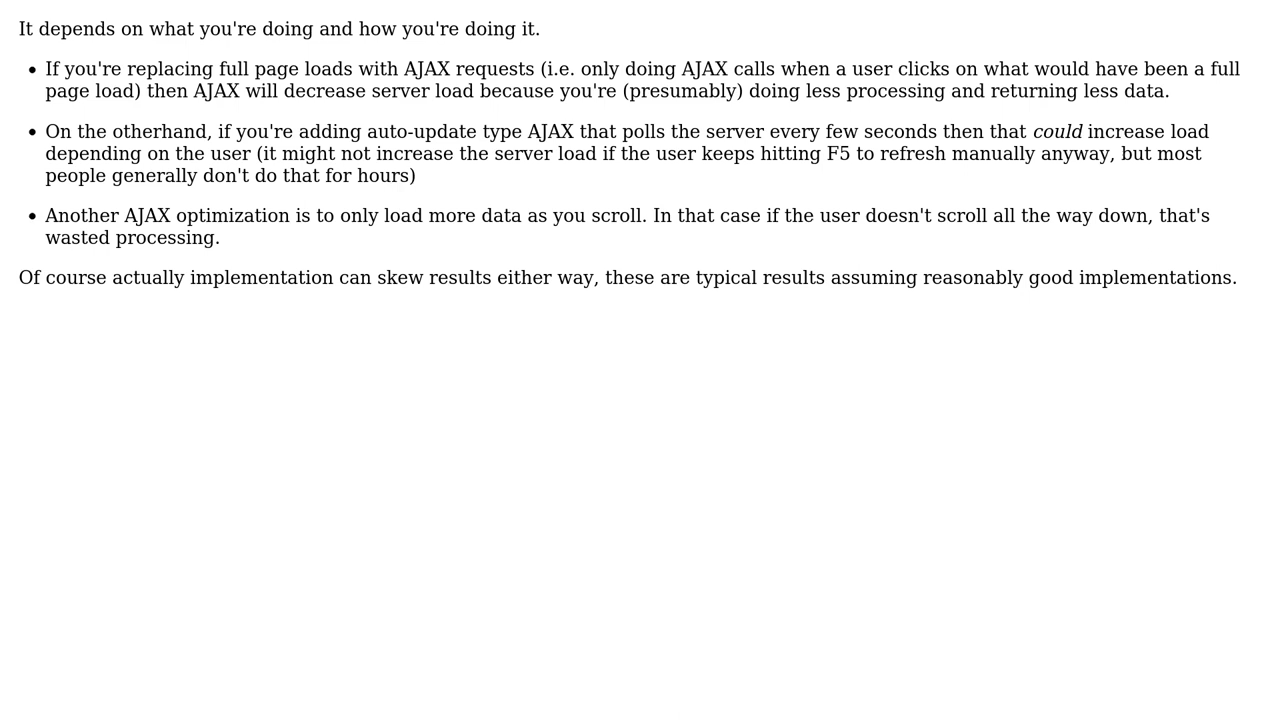 It depends on what you're doing and how you're doing it.
• If you're replacing full page loads with AJAX requests (i.e. only doing AJAX calls when a user clicks on what would have been a full
page load) then AJAX will decrease server load because you're (presumably) doing less processing and returning less data.
• On the otherhand, if you're adding auto-update type AJAX that polls the server every few seconds then that could increase load
depending on the user (it might not increase the server load if the user keeps hitting F5 to refresh manually anyway, but most
people generally don't do that for hours)
• Another AJAX optimization is to only load more data as you scroll. In that case if the user doesn't scroll all the way down, that's
wasted processing.
Of course actually implementation can skew results either way, these are typical results assuming reasonably good implementations.